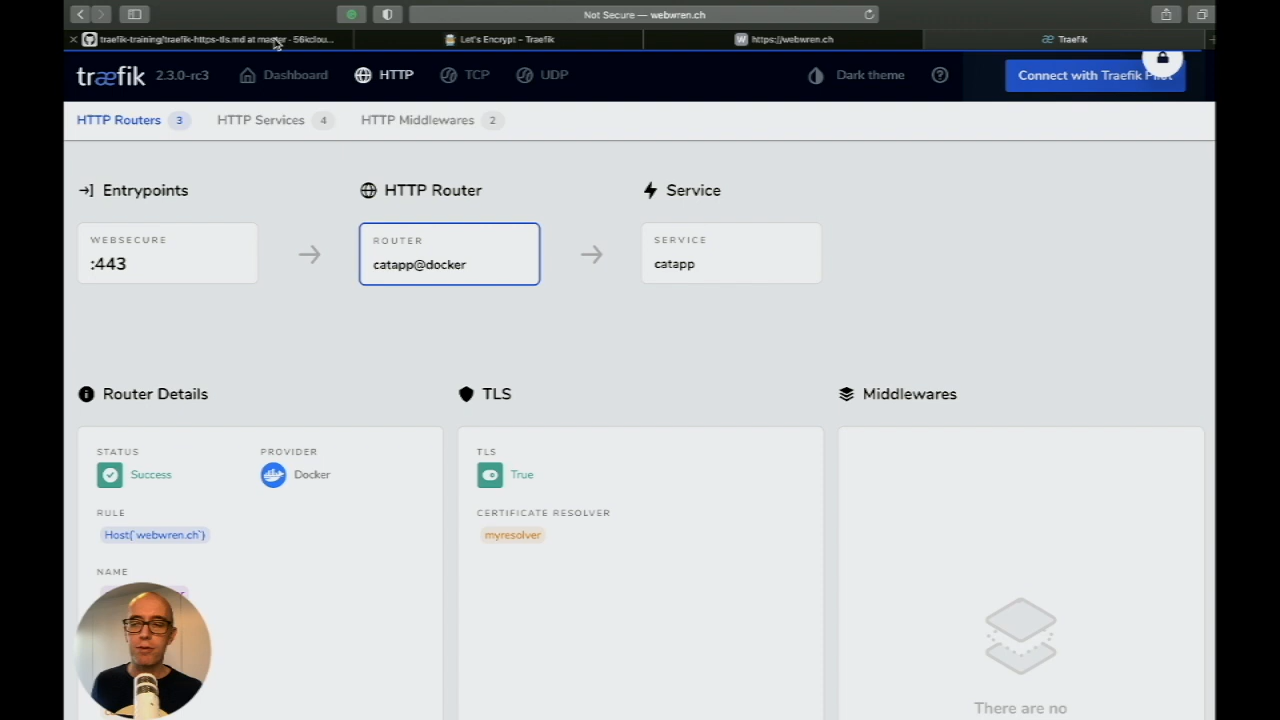 Not Secure — webwren.ch
traefik-training/traefik-https-tls.md at master · 56kclou...
Let's Encrypt - Traefik
https://webwren.ch
Traefik
træfik 2.3.0-rc3 Dashboard HTTP TCP UDP Dark theme Connect with Traefik Pilot
HTTP Routers 3 HTTP Services 4 HTTP Middlewares 2
Entrypoints
HTTP Router
Service
WEBSECURE
:443
ROUTER
catapp@docker
SERVICE
catapp
Router Details
TLS
Middlewares
STATUS
Success
PROVIDER
Docker
RULE
Host(`webwren.ch`)
NAME
TLS
True
CERTIFICATE RESOLVER
myresolver
There are no